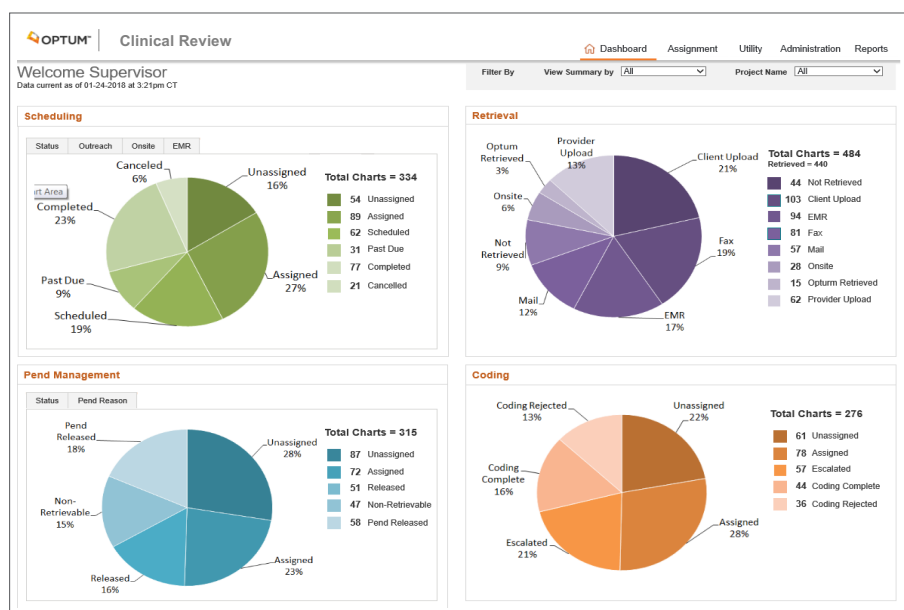 OPTUM™ Clinical Review
Dashboard Assignment Utility Administration Reports
Welcome Supervisor
Data current as of 01-24-2018 at 3:21pm CT
Filter By View Summary by All Project Name All
Scheduling
Status Outreach Onsite EMR
Canceled
6%
Unassigned
16%
art Area
Completed
23%
Past Due
9%
Scheduled
19%
Assigned
27%
Total Charts = 334
54 Unassigned
89 Assigned
62 Scheduled
31 Past Due
77 Completed
21 Cancelled
Retrieval
Provider
Upload
13%
Optum
Retrieved
3%
Client Upload
21%
Onsite
6%
Not
Retrieved
9%
Mail
12%
EMR
17%
Fax
19%
Total Charts = 484
Retrieved = 440
44 Not Retrieved
103 Client Upload
94 EMR
81 Fax
57 Mail
28 Onsite
15 Opturm Retrieved
62 Provider Upload
Pend Management
Status Pend Reason
Pend
Released
18%
Unassigned
28%
Non-
Retrievable
15%
Released
16%
Assigned
23%
Total Charts = 315
87 Unassigned
72 Assigned
51 Released
47 Non-Retrievable
58 Pend Released
Coding
Coding Rejected
13%
Unassigned
22%
Coding
Complete
16%
Escalated
21%
Assigned
28%
Total Charts = 276
61 Unassigned
78 Assigned
57 Escalated
44 Coding Complete
36 Coding Rejected